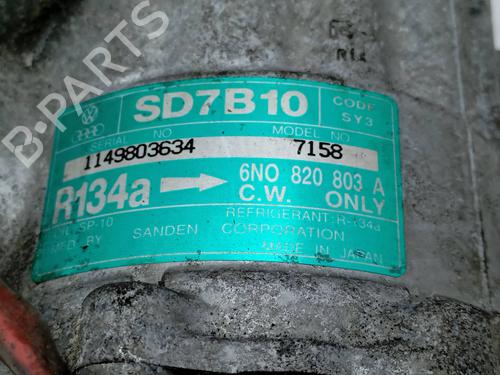 SD7B10
CODE
SY3
SERIAL NO
MODEL NO
1149803634
7158
R134a
6N0 820 803 A
C.W. ONLY
SP-10
REFRIGERANT:R-134a
BY SANDEN CORPORATION
MADE IN JAPAN
B-PARTS